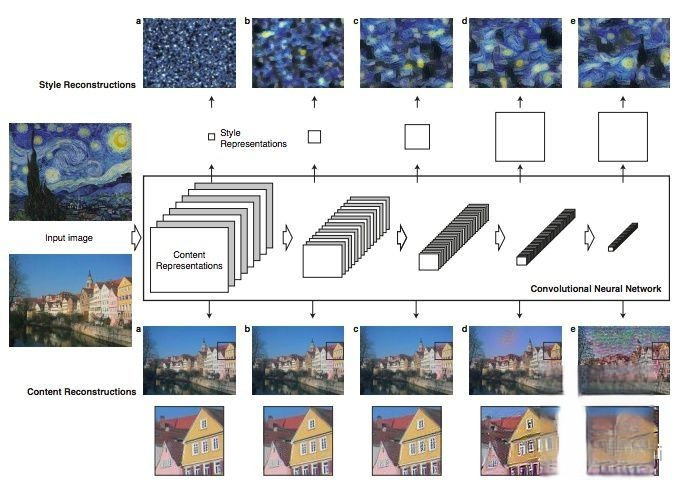 a b c d e
Style Reconstructions
Style
Representations
Input image
Content
Representations
Convolutional Neural Network
a b c d e
Content Reconstructions